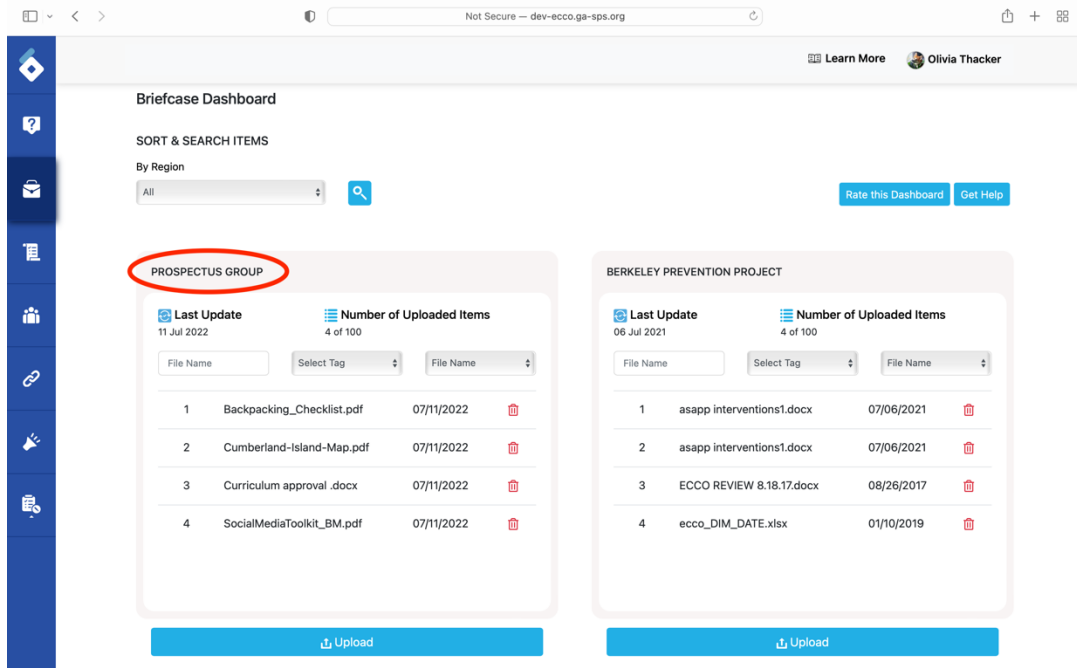 Not Secure — dev-ecco.ga-sps.org
Learn More Olivia Thacker
Briefcase Dashboard
SORT & SEARCH ITEMS
By Region
All
Rate this Dashboard Get Help
PROSPECTUS GROUP
Last Update Number of Uploaded Items
11 Jul 2022 4 of 100
File Name Select Tag File Name
1 Backpacking_Checklist.pdf 07/11/2022
2 Cumberland-Island-Map.pdf 07/11/2022
3 Curriculum approval .docx 07/11/2022
4 SocialMediaToolkit_BM.pdf 07/11/2022
Upload
BERKELEY PREVENTION PROJECT
Last Update Number of Uploaded Items
06 Jul 2021 4 of 100
File Name Select Tag File Name
1 asapp interventions1.docx 07/06/2021
2 asapp interventions1.docx 07/06/2021
3 ECCO REVIEW 8.18.17.docx 08/26/2017
4 ecco_DIM_DATE.xlsx 01/10/2019
Upload